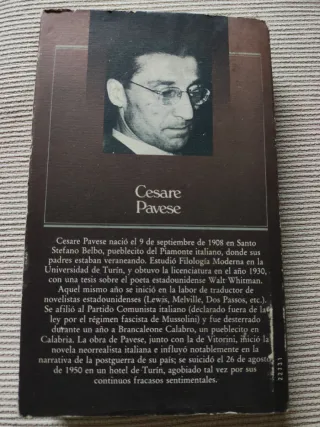 Cesare
Pavese
Cesare Pavese nació el 9 de septiembre de 1908 en Santo
Stefano Belbo, pueblecito del Piamonte italiano, donde sus
padres estaban veraneando. Estudió Filología Moderna en la
Universidad de Turín, y obtuvo la licenciatura en el año 1930,
con una tesis sobre el poeta estadounidense Walt Whitman.
Aquel mismo año se inició en la labor de traductor de
novelistas estadounidenses (Lewis, Melville, Dos Passos, etc.).
Se afilió al Partido Comunista italiano (declarado fuera de la
ley por el régimen fascista de Mussolini) y fue desterrado
durante un año a Brancaleone Calabro, un pueblecito en
Calabria. La obra de Pavese, junto con la de Vitorini, inició la
novela neorrealista italiana e influyó notablemente en la
narrativa de la postguerra de su país; se suicidó el 26 de agosto
de 1950 en un hotel de Turín, agobiado tal vez por sus
continuos fracasos sentimentales.